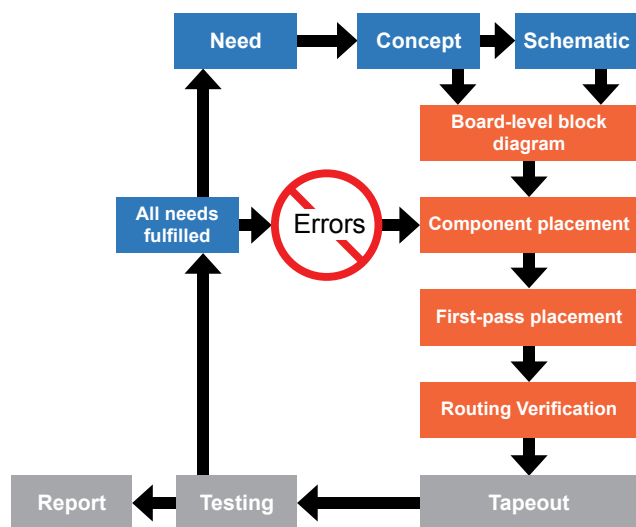 Need
Concept
Schematic
Board-level block
diagram
All needs
fulfilled
Errors
Component placement
First-pass placement
Routing Verification
Report
Testing
Tapeout